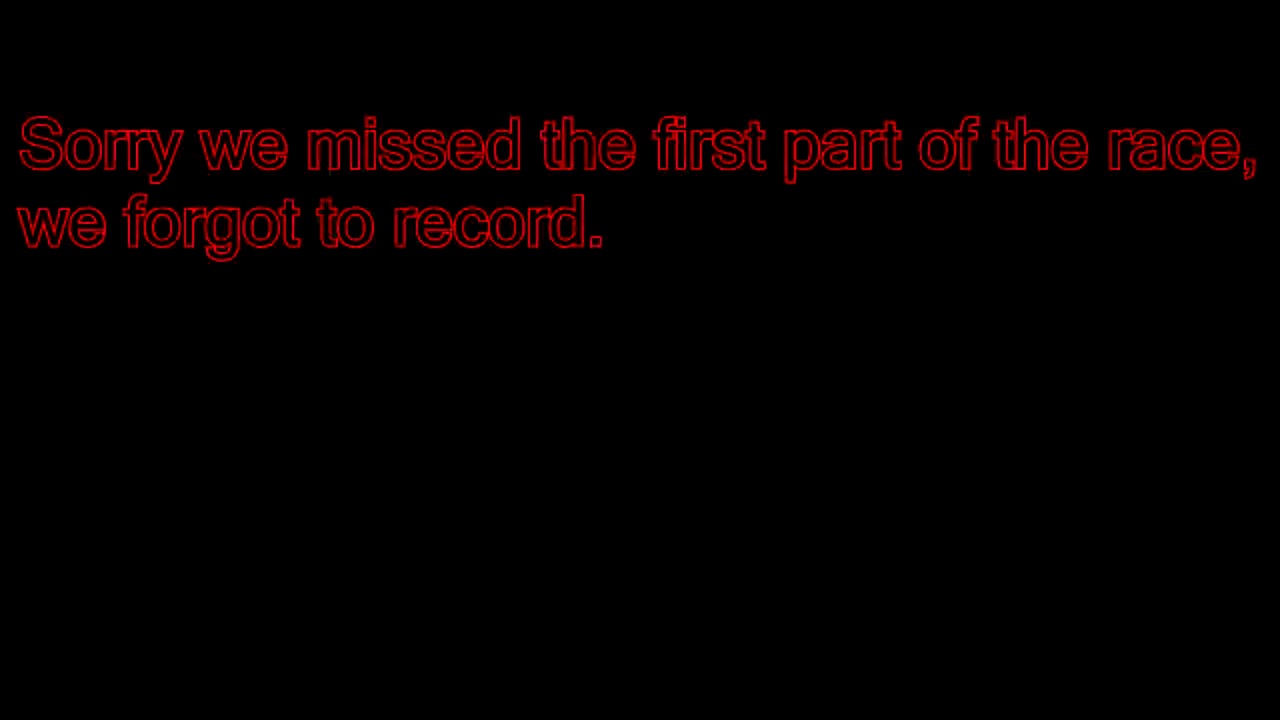 Sorry we missed the first part of the race,
we forgot to record.